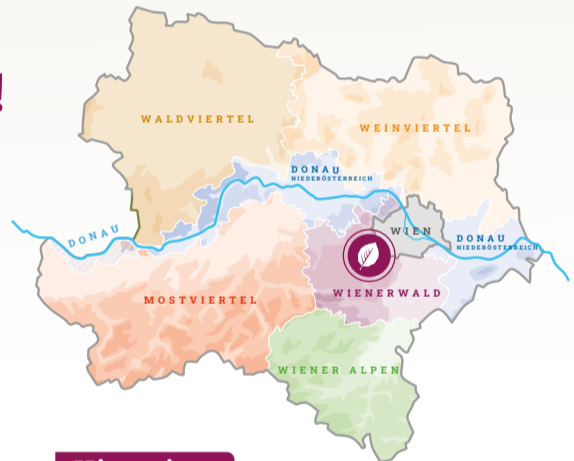 !
WALDVIERTEL
WEINVIERTEL
DONAU
NIEDERÖSTERREICH
DONAU
WIEN
DONAU
NIEDERÖSTERREICH
WIENERWALD
MOSTVIERTEL
WIENER ALPEN